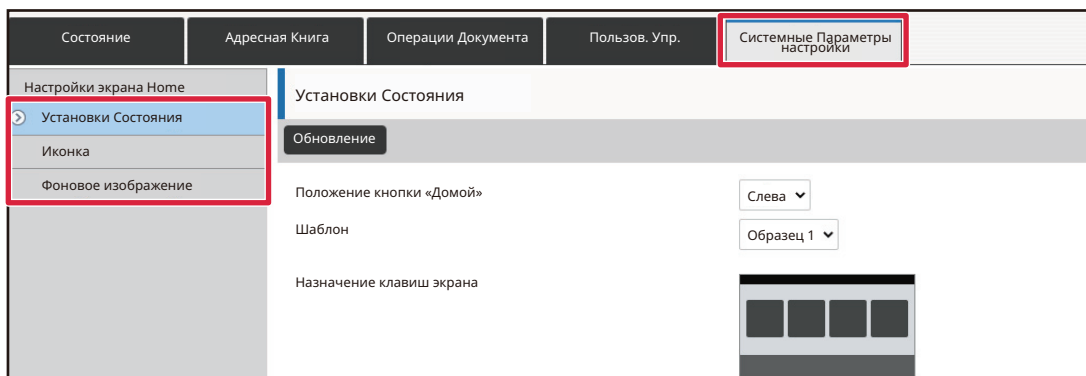 Состояние
Адресная Книга
Операции Документа
Пользов. Упр.
Системные Параметры
настройки
Настройки экрана Home
Установки Состояния
Иконка
Фоновое изображение
Установки Состояния
Обновление
Положение кнопки «Домой»
Слева
Шаблон
Образец 1
Назначение клавиш экрана